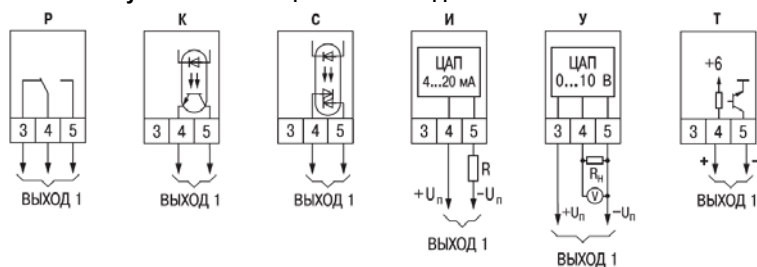 Р К С И У Т
ЦАП ЦАП
4...20 мА 0...10 В +6
3 4 5 3 4 5 3 4 5 3 4 5 3 4 5 3 4 5
R Rн V + –
ВЫХОД 1 ВЫХОД 1 ВЫХОД 1 +Uп –Uп +Uп –Uп ВЫХОД 1
ВЫХОД 1
ВЫХОД 1